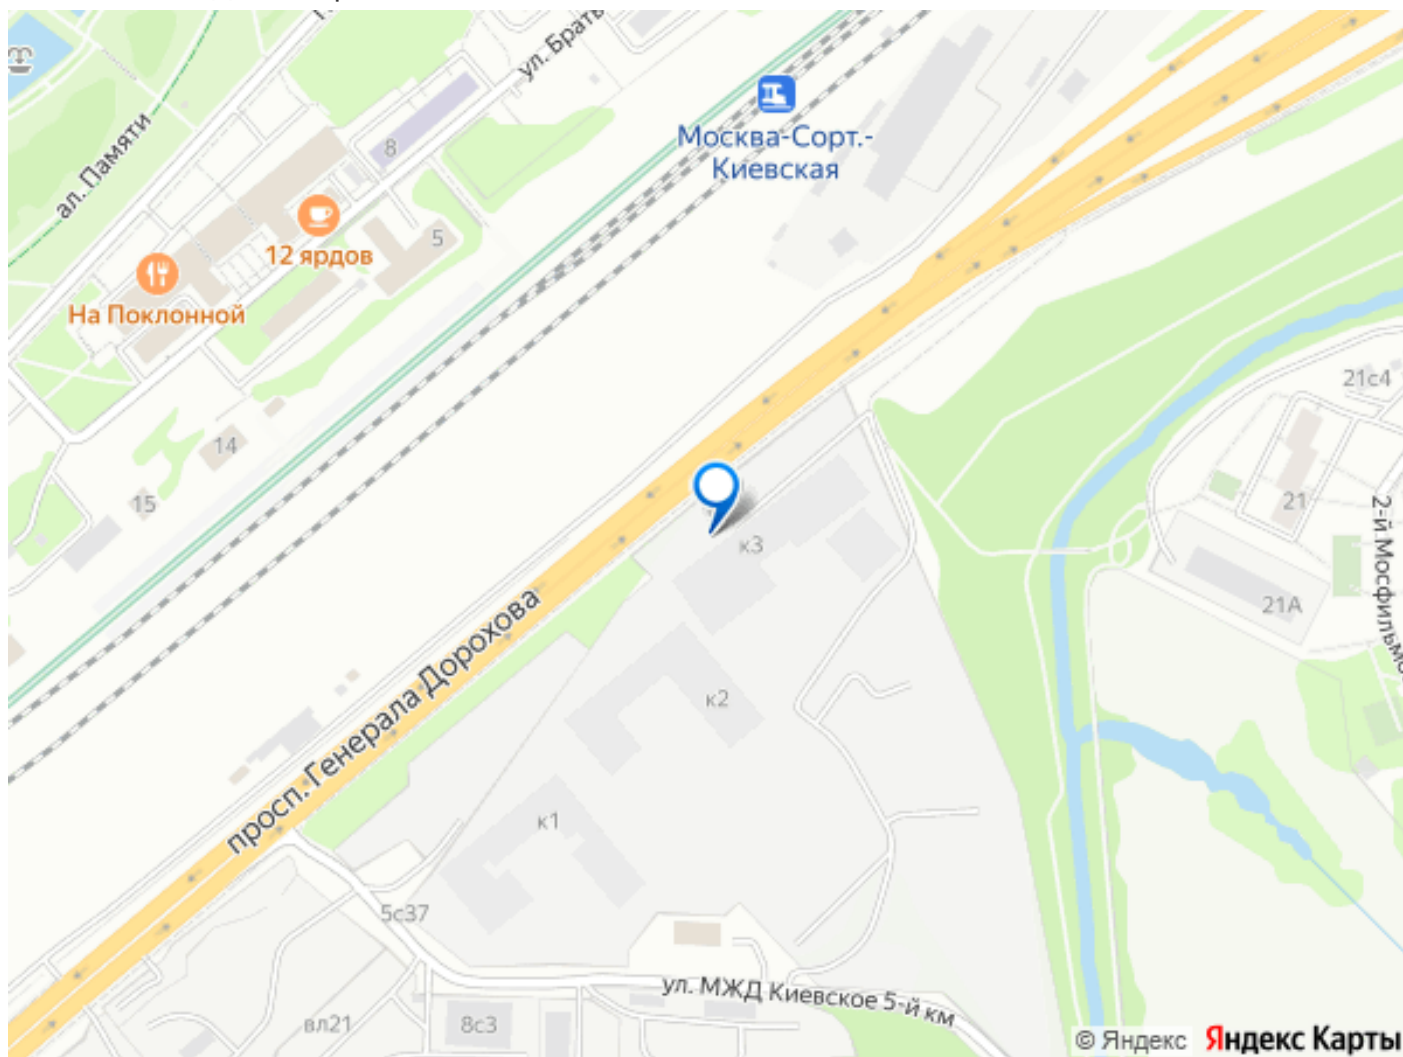 ул. Брать
ал. Памяти
8
Москва-Сорт.-
Киевская
5
12 ярдов
На Поклонной
21с4
14
15
21
2-й Мосфильмо
к3
21А
просп. Генерала Дорохова
к2
к1
5с37
ул. МЖД Киевское 5-й км
вл21
8с3
© Яндекс
Яндекс Карты